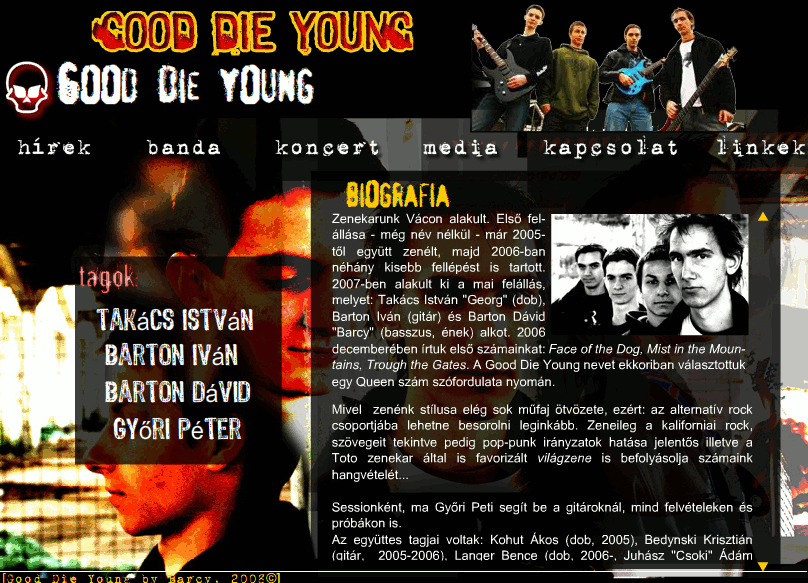 GOOD DIE YOUNG
GOOD DIE YOUNG
hírek banda koncert media kapcsolat linkek
BIOGRAFIA
Zenekarunk Vácon alakult. Első fel-
állása - még név nélkül - már 2005-
től együtt zenélt, majd 2006-ban
néhány kisebb fellépést is tartott.
2007-ben alakult ki a mai felállás,
melyet: Takács István "Georg" (dob),
Barton Iván (gitár) és Barton Dávid
"Barcy" (basszus, ének) alkot. 2006
decemberében írtuk első számainkat: Face of the Dog, Mist in the Moun-
tains, Trough the Gates. A Good Die Young nevet ekkoriban választottuk
egy Queen szám szófordulata nyomán.
Mivel zenénk stílusa elég sok műfaj ötvözete, ezért: az alternatív rock
csoportjába lehetne besorolni leginkább. Zeneileg a kaliforniai rock,
szövegeit tekintve pedig pop-punk irányzatok hatása jelentős illetve a
Toto zenekar által is favorizált világzene is befolyásolja számaink
hangvételét...
Sessionként, ma Győri Peti segít be a gitároknál, mind felvételeken és
próbákon is.
Az együttes tagjai voltak: Kohut Ákos (dob, 2005), Bedynski Krisztián
(gitár, 2005-2006), Langer Bence (dob, 2006-, Juhász "Csoki" Ádám
tagok:
TAKáCS ISTVáN
BARTON IVáN
BARTON DáVID
GYőRI PéTER
[Good Die Young by Barcy, 2008©]